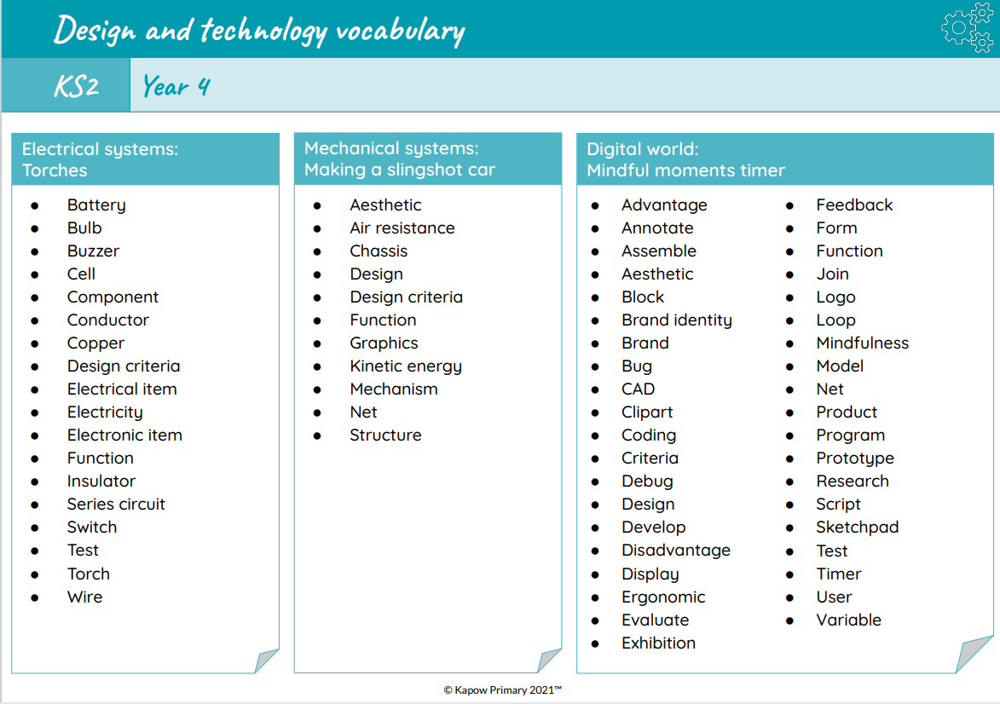 Design and technology vocabulary
KS2
Year 4
Electrical systems:
Torches
● Battery
● Bulb
● Buzzer
● Cell
● Component
● Conductor
● Copper
● Design criteria
● Electrical item
● Electricity
● Electronic item
● Function
● Insulator
● Series circuit
● Switch
● Test
● Torch
● Wire
Mechanical systems:
Making a slingshot car
● Aesthetic
● Air resistance
● Chassis
● Design
● Design criteria
● Function
● Graphics
● Kinetic energy
● Mechanism
● Net
● Structure
Digital world:
Mindful moments timer
● Advantage
● Annotate
● Assemble
● Aesthetic
● Block
● Brand identity
● Brand
● Bug
● CAD
● Clipart
● Coding
● Criteria
● Debug
● Design
● Develop
● Disadvantage
● Display
● Ergonomic
● Evaluate
● Exhibition
● Feedback
● Form
● Function
● Join
● Logo
● Loop
● Mindfulness
● Model
● Net
● Product
● Program
● Prototype
● Research
● Script
● Sketchpad
● Test
● Timer
● User
● Variable
© Kapow Primary 2021™